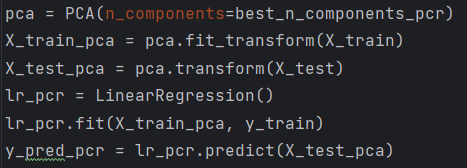 pca = PCA(n_components=best_n_components_pcr)
X_train_pca = pca.fit_transform(X_train)
X_test_pca = pca.transform(X_test)
lr_pcr = LinearRegression()
lr_pcr.fit(X_train_pca, y_train)
y_pred_pcr = lr_pcr.predict(X_test_pca)